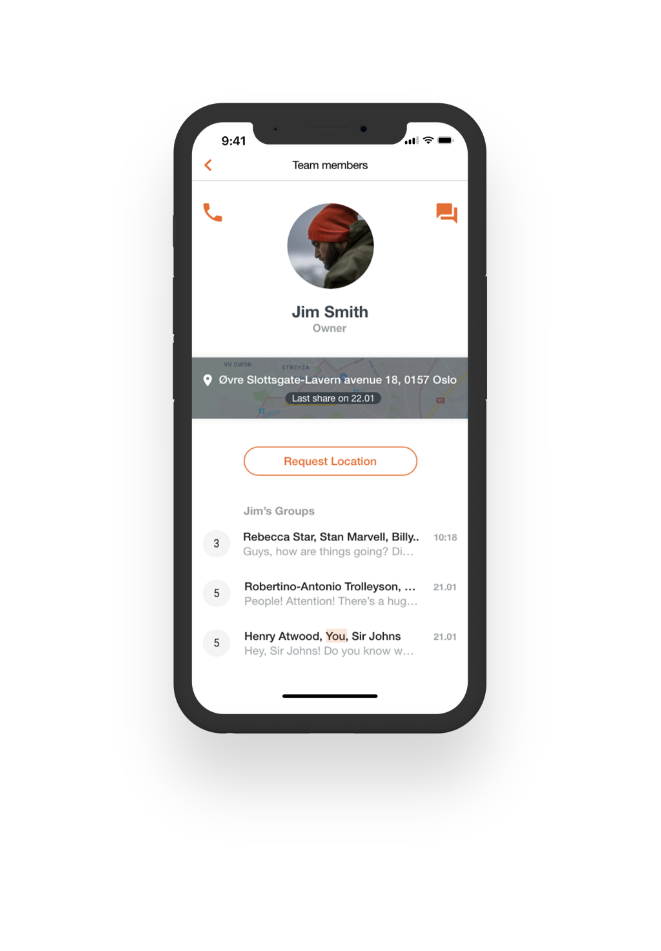 9:41
Team members
Jim Smith
Owner
STRZYŻA
Øvre Slottsgate-Lavern avenue 18, 0157 Oslo
Last share on 22.01
Request Location
Jim’s Groups
3
Rebecca Star, Stan Marvell, Billy..
10:18
Guys, how are things going? Di...
5
Robertino-Antonio Trolleyson, ...
21.01
People! Attention! There’s a hug...
5
Henry Atwood, You, Sir Johns
21.01
Hey, Sir Johns! Do you know w...